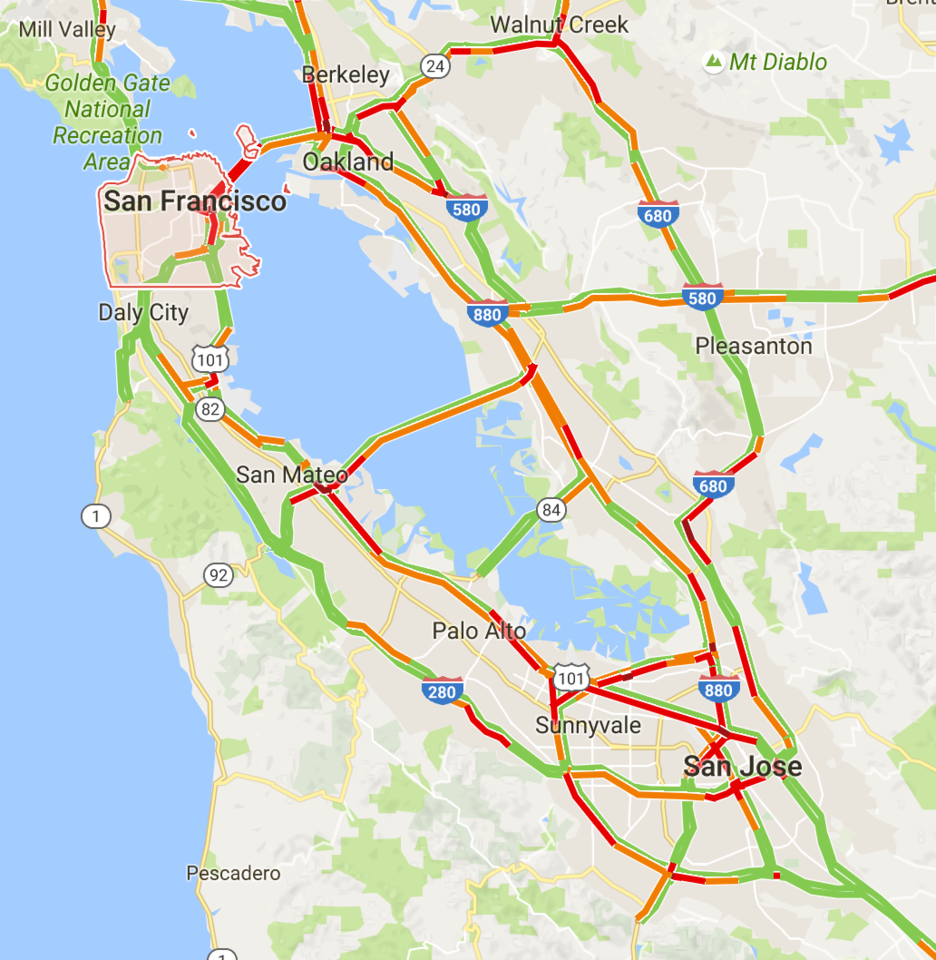 Mill Valley
Walnut Creek
Bren
24
Mt Diablo
Berkeley
Golden Gate
National
Recreation
Area
Oakland
San Francisco
580
680
580
880
Daly City
Pleasanton
101
82
San Mateo
680
84
1
92
Palo Alto
101
280
880
Sunnyvale
San Jose
Pescadero
1